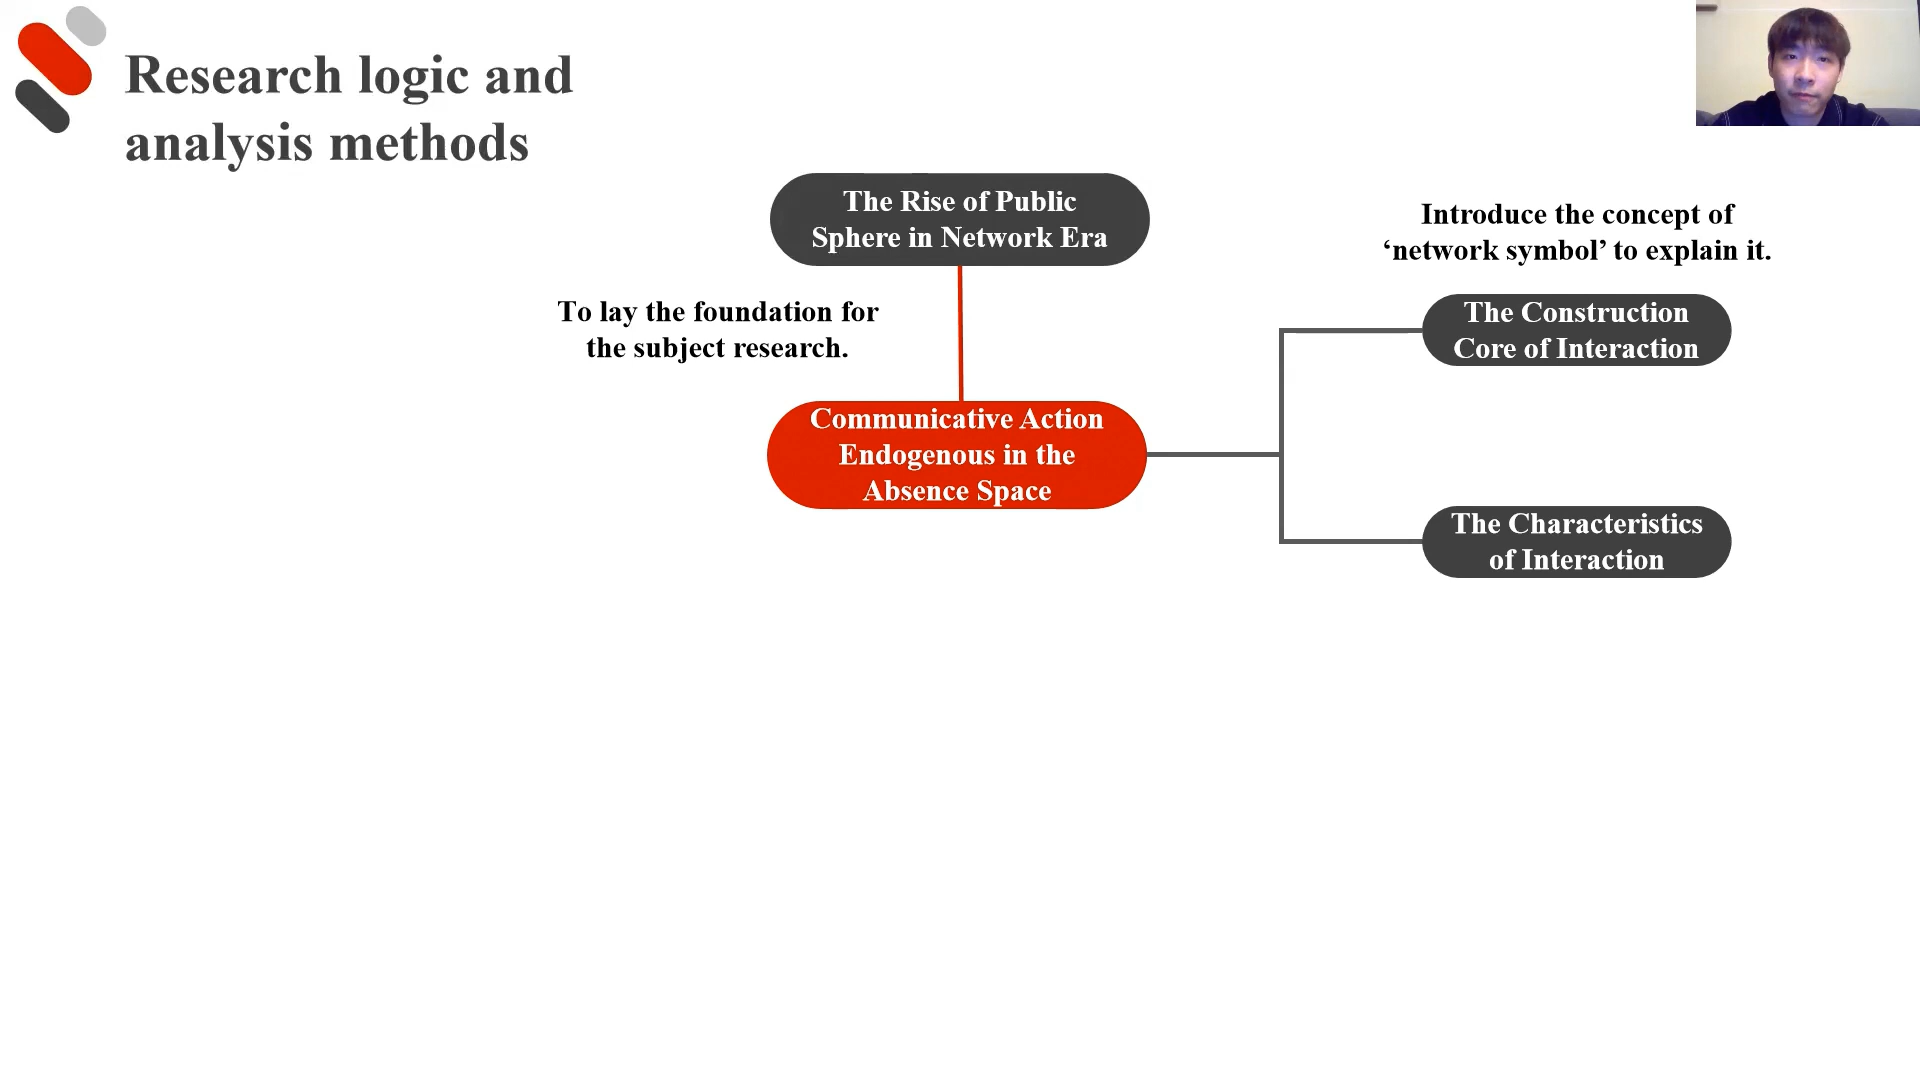 Research logic and
analysis methods
The Rise of Public
Sphere in Network Era
Introduce the concept of
‘network symbol’ to explain it.
To lay the foundation for
the subject research.
The Construction
Core of Interaction
Communicative Action
Endogenous in the
Absence Space
The Characteristics
of Interaction